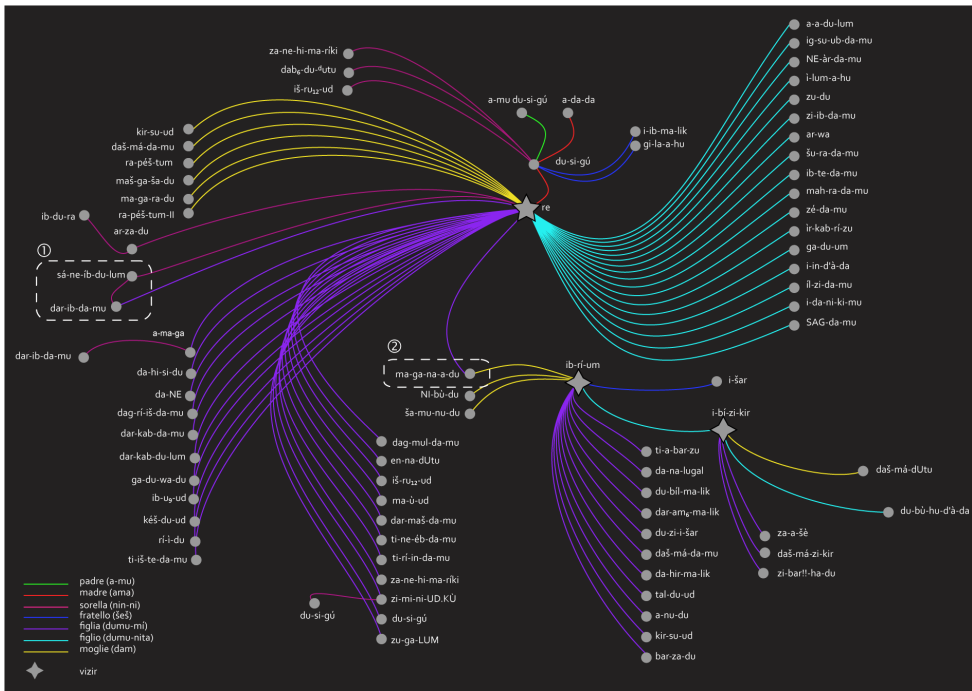 za-ne-hi-ma-ríki
dab₆-du-ᵈutu
iš-ru₁₂-ud
a-mu du-si-gú
a-da-da
i-ib-ma-lik
gi-la-a-hu
du-si-gú
re
a-a-du-lum
ig-su-ub-da-mu
NE-àr-da-mu
ì-lum-a-hu
zu-du
zi-ib-da-mu
ar-wa
šu-ra-da-mu
ib-te-da-mu
mah-ra-da-mu
zé-da-mu
ìr-kab-rí-zu
ga-du-um
i-in-d'à-da
íl-zi-da-mu
i-da-ni-ki-mu
SAG-da-mu
kir-su-ud
daš-má-da-mu
ra-péš-tum
maš-ga-ša-du
ma-ga-ra-du
ra-péš-tum-II
ib-du-ra
ar-za-du
①
sá-ne-íb-du-lum
dar-ib-da-mu
a-ma-ga
dar-ib-da-mu
da-hi-si-du
da-NE
dag-rí-iš-da-mu
dar-kab-da-mu
dar-kab-du-lum
ga-du-wa-du
ib-u₉-ud
kéš-du-ud
rí-ì-du
ti-iš-te-da-mu
②
ma-ga-na-a-du
NI-bù-du
ša-mu-nu-du
ib-rí-um
i-šar
i-bí-zi-kir
daš-má-dUtu
du-bù-hu-d'à-da
za-a-šè
daš-má-zi-kir
zi-bar!!-ha-du
dag-mul-da-mu
en-na-dUtu
iš-ru₁₂-ud
ma-ù-ud
dar-maš-da-mu
ti-ne-éb-da-mu
ti-rí-in-da-mu
za-ne-hi-ma-ríki
zi-mi-ni-UD.KÙ
du-si-gú
du-si-gú
zu-ga-LUM
ti-a-bar-zu
da-na-lugal
du-bíl-ma-lik
dar-am₆-ma-lik
du-zi-i-šar
daš-má-da-mu
da-hir-ma-lik
tal-du-ud
a-nu-du
kir-su-ud
bar-za-du
padre (a-mu)
madre (ama)
sorella (nin-ni)
fratello (šeš)
figlia (dumu-mí)
figlio (dumu-nita)
moglie (dam)
vizir